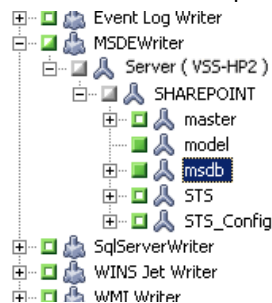 Event Log Writer
MSDEWriter
Server ( VSS-HP2 )
SHAREPOINT
master
model
msdb
STS
STS_Config
SqlServerWriter
WINS Jet Writer
WMI Writer